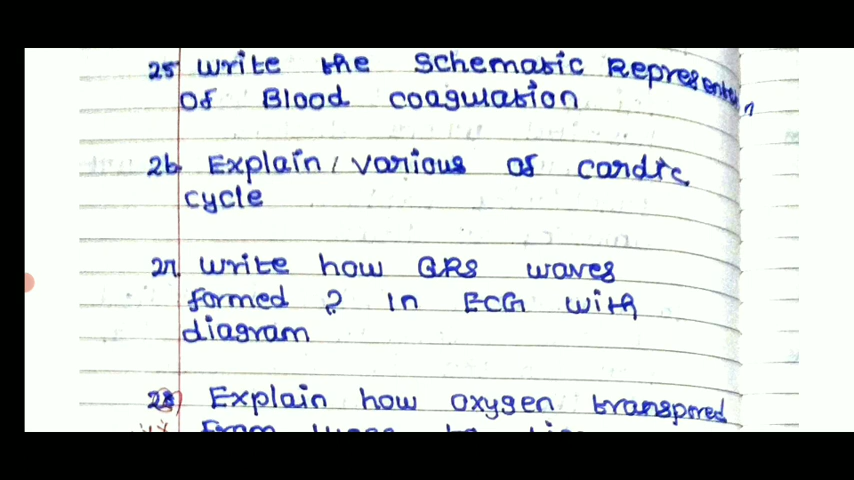 25 Write the Schematic Represent
Of Blood coagulation
26 Explain various of cardic
cycle
27 Write how QRS waves
formed ? In ECG with
diagram
28 Explain how oxygen transpored